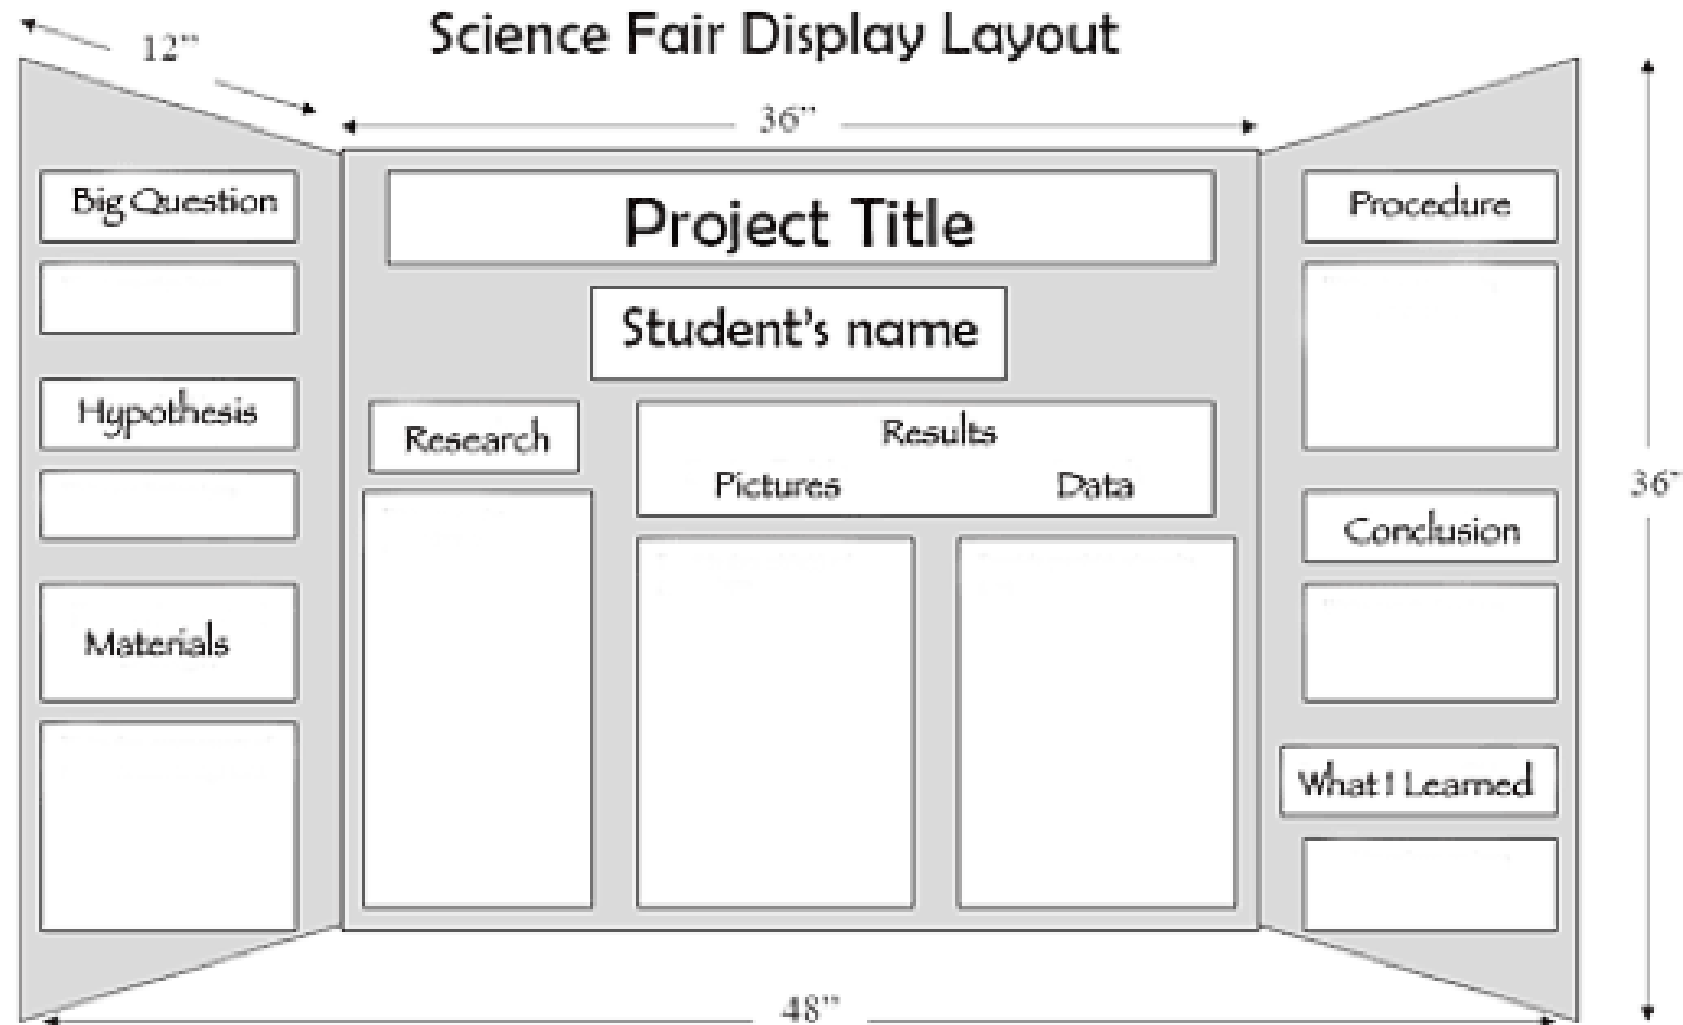 Science Fair Display Layout
12"
36"
Big Question
Hypothesis
Materials
Project Title
Student's name
Research
Results
Pictures Data
Procedure
Conclusion
What I Learned
36"
48"